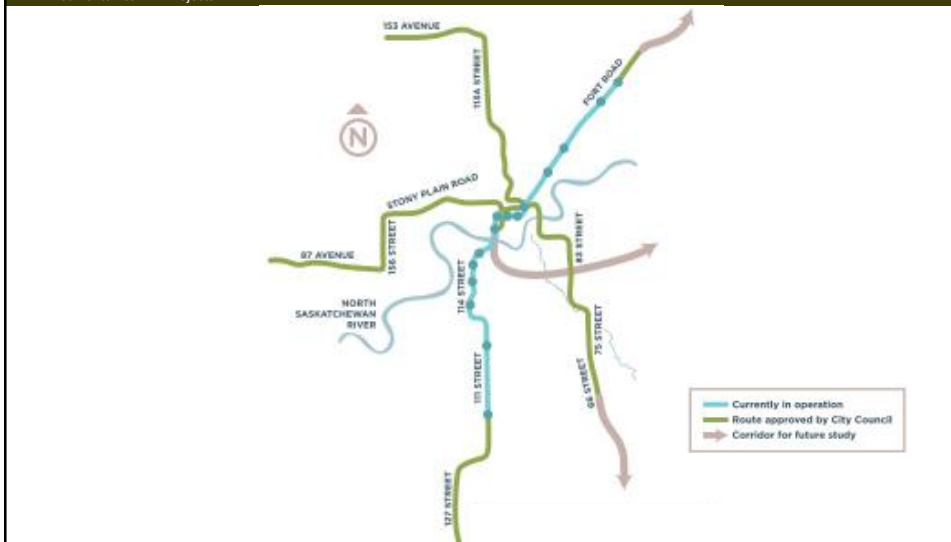 153 AVENUE
118A STREET
FORT ROAD
N
STONY PLAIN ROAD
156 STREET
87 AVENUE
83 STREET
114 STREET
NORTH
SASKATCHEWAN
RIVER
75 STREET
111 STREET
66 STREET
127 STREET
Currently in operation
Route approved by City Council
Corridor for future study